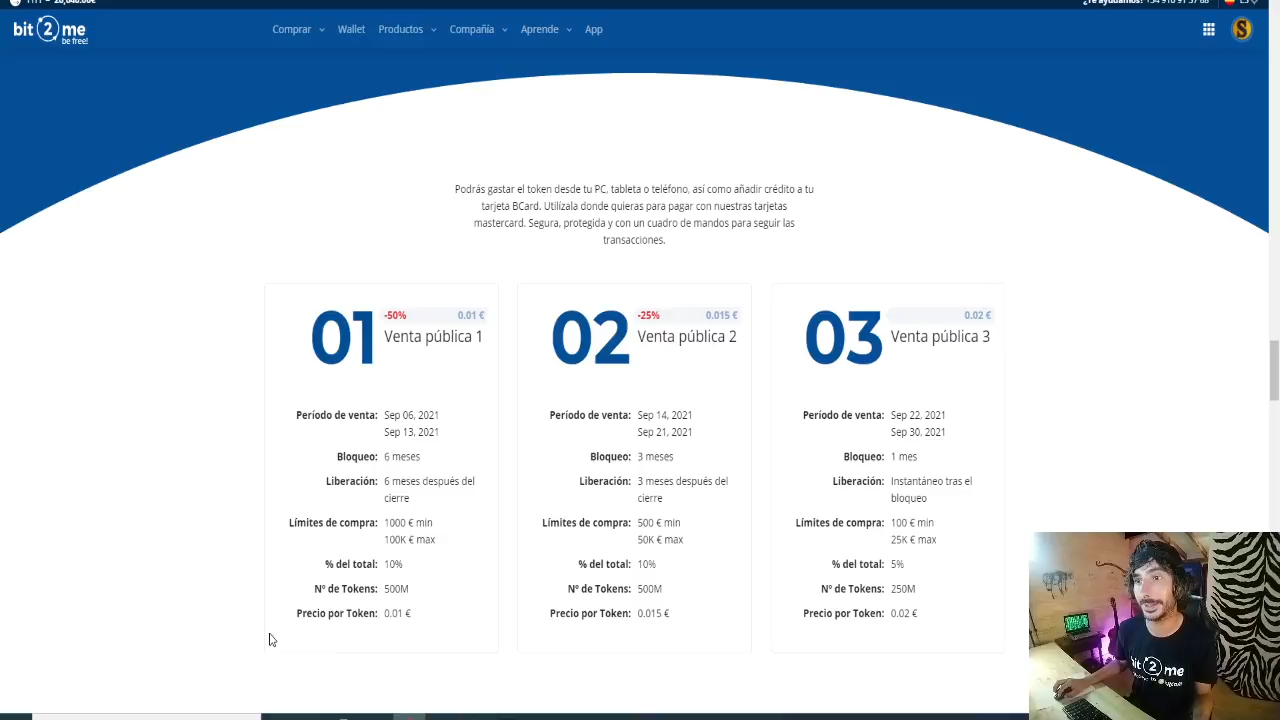 bit 2 me
be free!
Comprar
Wallet
Productos
Compañía
Aprende
App
S
Podrás gastar el token desde tu PC, tableta o teléfono, así como añadir crédito a tu
tarjeta BCard. Utilízala donde quieras para pagar con nuestras tarjetas
mastercard. Segura, protegida y con un cuadro de mandos para seguir las
transacciones.
01
-50% 0.01 €
Venta pública 1
Período de venta: Sep 06, 2021
Sep 13, 2021
Bloqueo: 6 meses
Liberación: 6 meses después del
cierre
Límites de compra: 1000 € min
100K € max
% del total: 10%
Nº de Tokens: 500M
Precio por Token: 0.01 €
02
-25% 0.015 €
Venta pública 2
Período de venta: Sep 14, 2021
Sep 21, 2021
Bloqueo: 3 meses
Liberación: 3 meses después del
cierre
Límites de compra: 500 € min
50K € max
% del total: 10%
Nº de Tokens: 500M
Precio por Token: 0.015 €
03
0.02 €
Venta pública 3
Período de venta: Sep 22, 2021
Sep 30, 2021
Bloqueo: 1 mes
Liberación: Instantáneo tras el
bloqueo
Límites de compra: 100 € min
25K € max
% del total: 5%
Nº de Tokens: 250M
Precio por Token: 0.02 €
bit 2 me